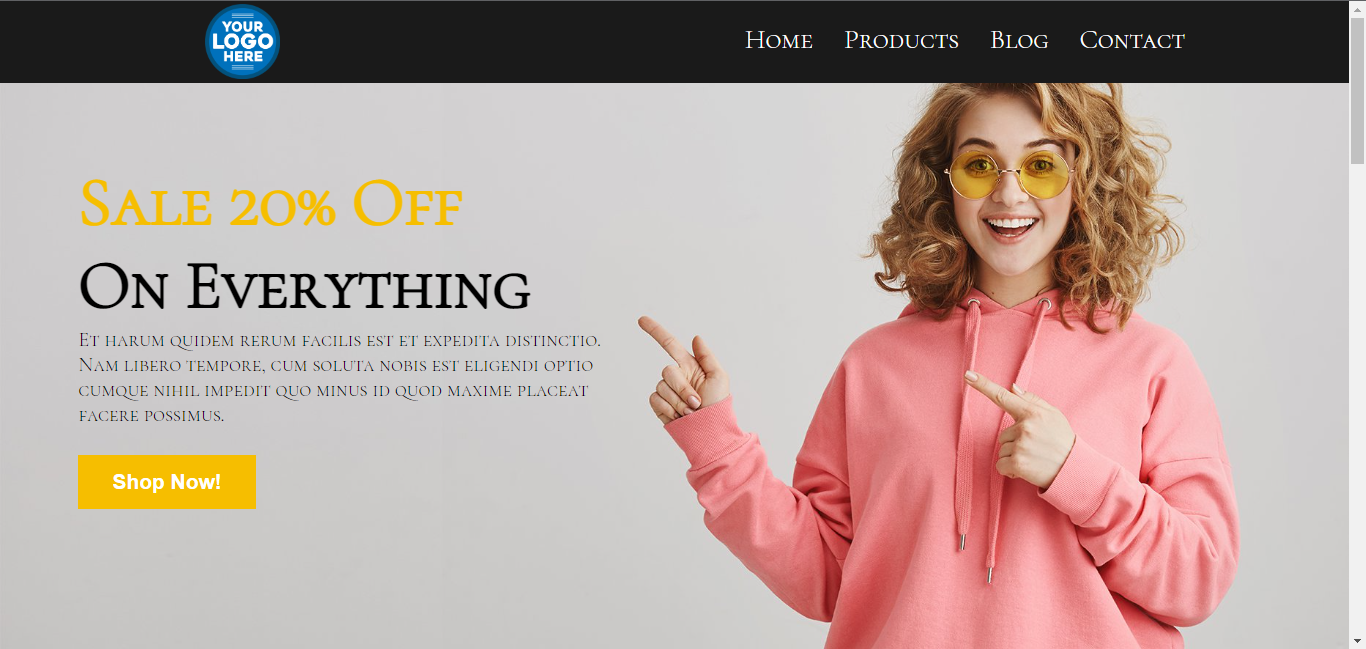 YOUR
LOGO
HERE
Home Products Blog Contact
Sale 20% Off
On Everything
Et harum quidem rerum facilis est et expedita distinctio.
Nam libero tempore, cum soluta nobis est eligendi optio
cumque nihil impedit quo minus id quod maxime placeat
facere possimus.
Shop Now!